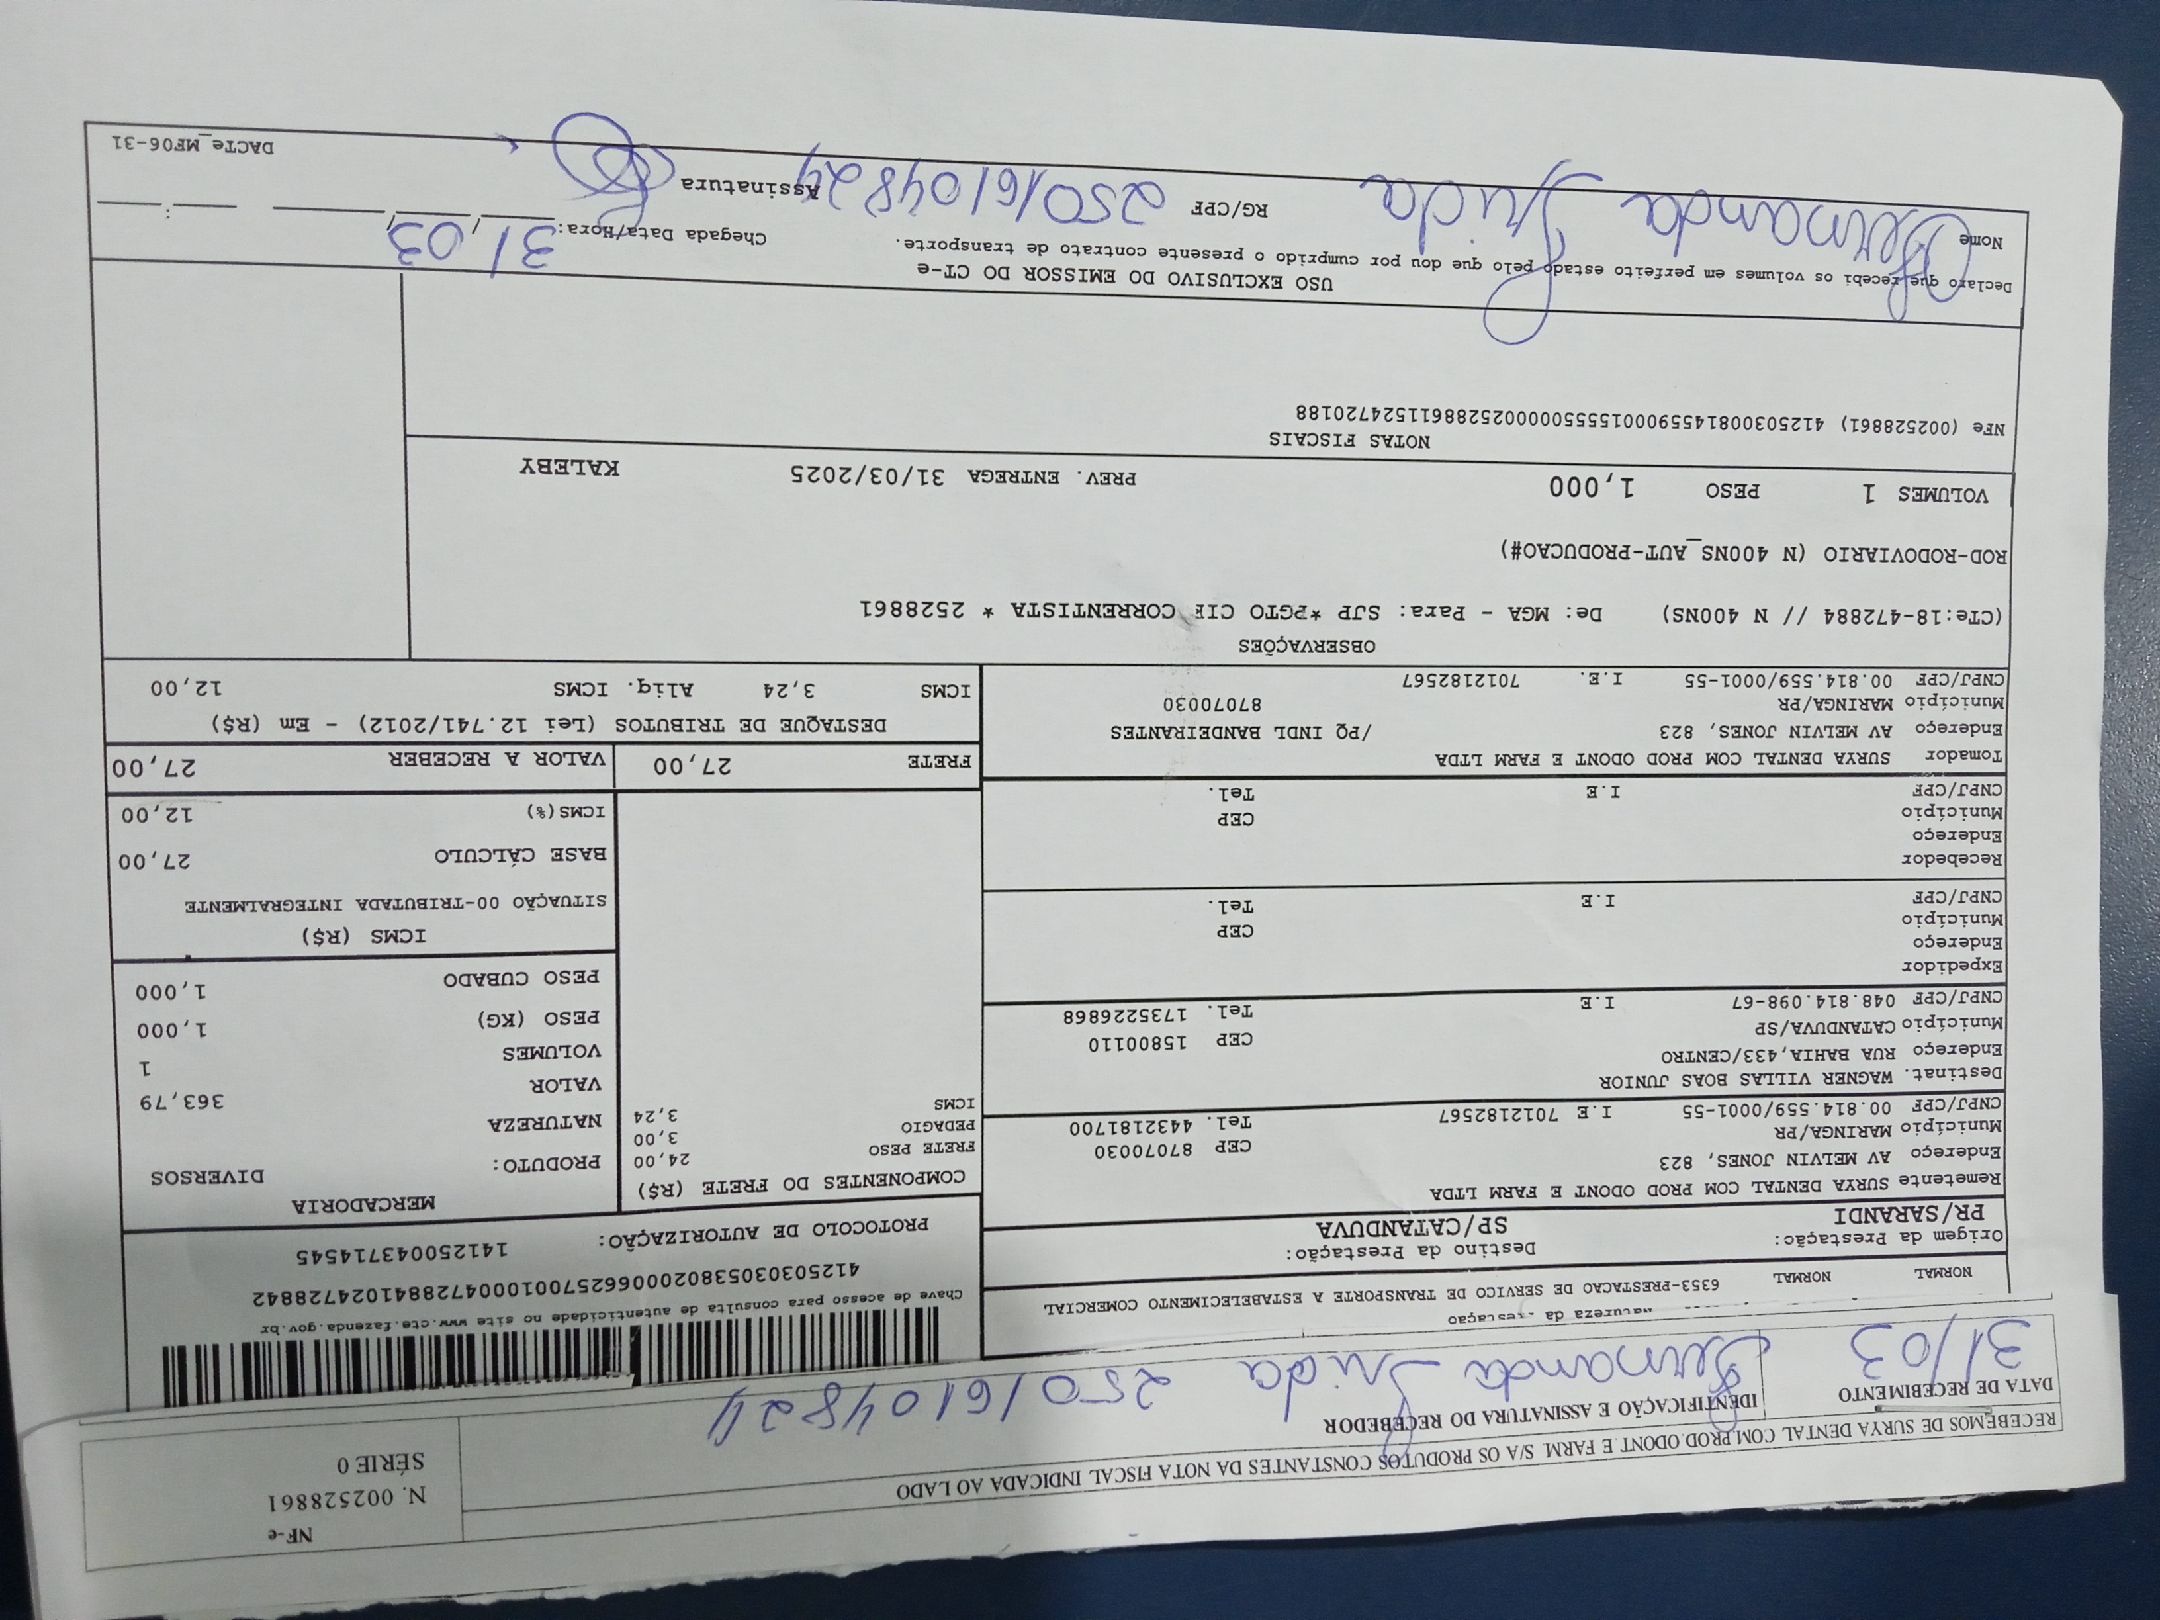 RECEBEMOS DE SURYA DENTAL COM.PROD.ODONT.E FARM. S/A OS PRODUTOS CONSTANTES DA NOTA FISCAL INDICADA AO LADO
DATA DE RECEBIMENTO
31/03
IDENTIFICAÇÃO E ASSINATURA DO RECEBEDOR
Fernanda 25016104824
NF-e
N. 002528861
SÉRIE 0
Natureza da
NORMAL NORMAL 6353-PRESTACAO DE SERVICO DE TRANSPORTE A ESTABELECIMENTO COMERCIAL
Chave de acesso para consulta de autenticidade no site www.cte.fazenda.gov.br
PROTOCOLO DE AUTORIZAÇÃO: 141250043714545
Origem da Prestação: Destino da Prestação:
PR/SARANDI SP/CATANDUVA
Remetente SURYA DENTAL COM PROD ODONT E FARM LTDA
Endereço AV MELVIN JONES, 823 CEP 87070030
Município MARINGA/PR Tel. 4432181700
CNPJ/CPF 00.814.559/0001-55 I.E 7012182567
Destinat. WAGNER VILLAS BOAS JUNIOR
Endereço RUA BAHIA,433/CENTRO CEP 15800110
Município CATANDUVA/SP Tel. 1735226868
CNPJ/CPF 048.814.098-67 I.E
Expedidor
Endereço
Município CEP
CNPJ/CPF I.E Tel.
Recebedor
Endereço
Município CEP
CNPJ/CPF I.E Tel.
Tomador SURYA DENTAL COM PROD ODONT E FARM LTDA
Endereço AV MELVIN JONES, 823 /PQ INDL BANDEIRANTES
Município MARINGA/PR 87070030
CNPJ/CPF 00.814.559/0001-55 I.E. 7012182567
COMPONENTES DO FRETE (R$)
FRETE PESO 24,00
PEDAGIO 3,00
ICMS 3,24
MERCADORIA
PRODUTO: DIVERSOS
NATUREZA
VALOR 363,79
VOLUMES 1
PESO (KG) 1,000
PESO CUBADO 1,000
ICMS (R$)
SITUAÇÃO 00-TRIBUTADA INTEGRALMENTE
BASE CÁLCULO 27,00
ICMS(%) 12,00
FRETE 27,00 VALOR A RECEBER 27,00
DESTAQUE DE TRIBUTOS (Lei 12.741/2012) - Em (R$)
ICMS 3,24 Aliq. ICMS 12,00
OBSERVAÇÕES
(CTe:18-472884 // N 400NS) De: MGA - Para: SJP *PGTO CIF CORRENTISTA * 2528861
ROD-RODOVIARIO (N 400NS_AUT-PRODUCAO#)
VOLUMES 1 PESO 1,000 PREV. ENTREGA 31/03/2025 KALEBY
NOTAS FISCAIS
NFe (002528861)
USO EXCLUSIVO DO EMISSOR DO CT-e
Declaro que recebi os volumes em perfeito estado pelo que dou por cumprido o presente contrato de transporte.
Chegada Data/Hora: 31/03
Nome Fernanda RG/CPF 25016104824 Assinatura
DACTe_MF06-31